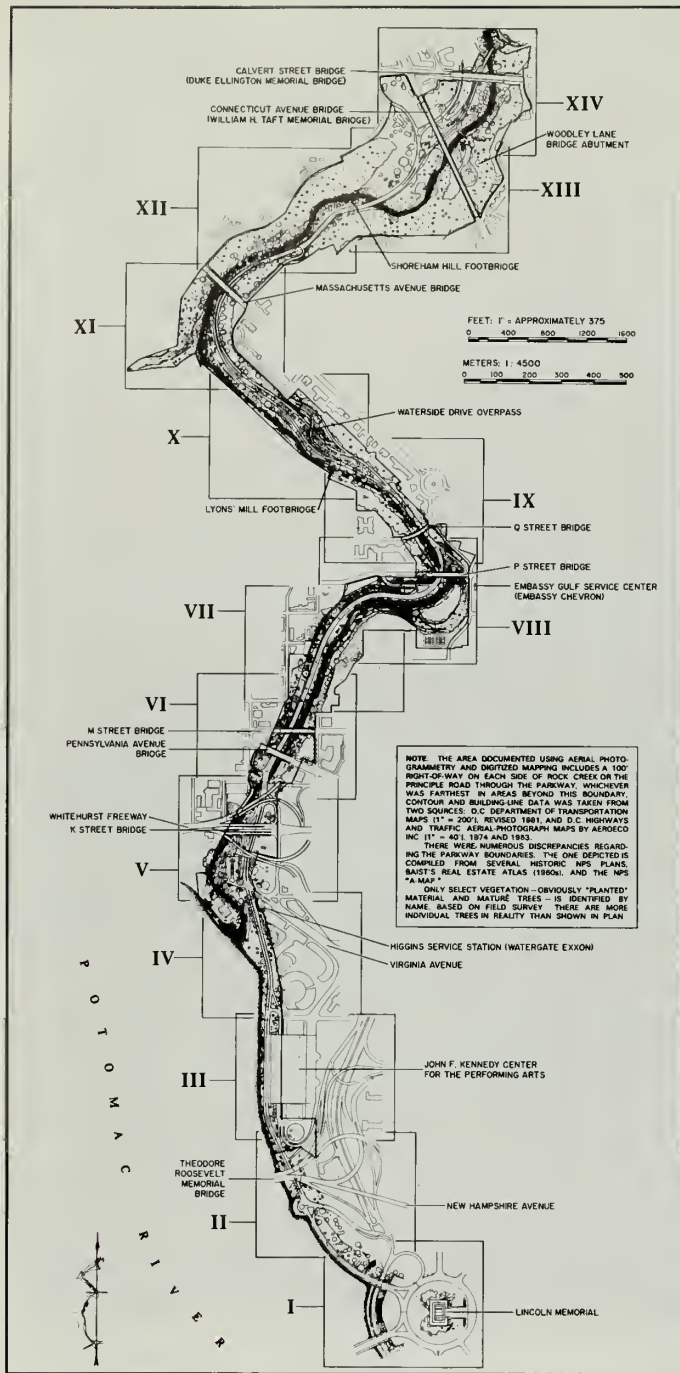 CALVERT STREET BRIDGE
(DUKE ELLINGTON MEMORIAL BRIDGE)
CONNECTICUT AVENUE BRIDGE
(WILLIAM H. TAFT MEMORIAL BRIDGE)
XIV
WOODLEY LANE
BRIDGE ABUTMENT
XIII
XII
SHOREHAM HILL FOOTBRIDGE
MASSACHUSETTS AVENUE BRIDGE
XI
FEET: 1" = APPROXIMATELY 375
0 400 800 1200 1600
METERS: 1: 4500
0 100 200 300 400 500
X
WATERSIDE DRIVE OVERPASS
LYONS' MILL FOOTBRIDGE
IX
Q STREET BRIDGE
P STREET BRIDGE
EMBASSY GULF SERVICE CENTER
(EMBASSY CHEVRON)
VIII
VII
VI
M STREET BRIDGE
PENNSYLVANIA AVENUE
BRIDGE
NOTE: THE AREA DOCUMENTED USING AERIAL PHOTO-
GRAMMETRY AND DIGITIZED MAPPING INCLUDES A 100'
RIGHT-OF-WAY ON EACH SIDE OF ROCK CREEK OR THE
PRINCIPLE ROAD THROUGH THE PARKWAY, WHICHEVER
WAS FARTHEST IN AREAS BEYOND THIS BOUNDARY,
CONTOUR AND BUILDING-LINE DATA WAS TAKEN FROM
TWO SOURCES: D.C. DEPARTMENT OF TRANSPORTATION
MAPS (1" = 200'), REVISED 1981, AND D.C. HIGHWAYS
AND TRAFFIC AERIAL-PHOTOGRAPH MAPS BY AEROECO
INC (1" = 40'), 1974 AND 1983.
THERE WERE NUMEROUS DISCREPANCIES REGARD-
ING THE PARKWAY BOUNDARIES. THE ONE DEPICTED IS
COMPILED FROM SEVERAL HISTORIC NPS PLANS,
BAIST'S REAL ESTATE ATLAS (1960s), AND THE NPS
"A-MAP."
ONLY SELECT VEGETATION - OBVIOUSLY "PLANTED"
MATERIAL AND MATURE TREES - IS IDENTIFIED BY
NAME, BASED ON FIELD SURVEY THERE ARE MORE
INDIVIDUAL TREES IN REALITY THAN SHOWN IN PLAN
WHITEHURST FREEWAY
K STREET BRIDGE
V
HIGGINS SERVICE STATION (WATERGATE EXXON)
VIRGINIA AVENUE
IV
III
JOHN F. KENNEDY CENTER
FOR THE PERFORMING ARTS
THEODORE
ROOSEVELT
MEMORIAL
BRIDGE
NEW HAMPSHIRE AVENUE
II
I
LINCOLN MEMORIAL
POTOMAC RIVER